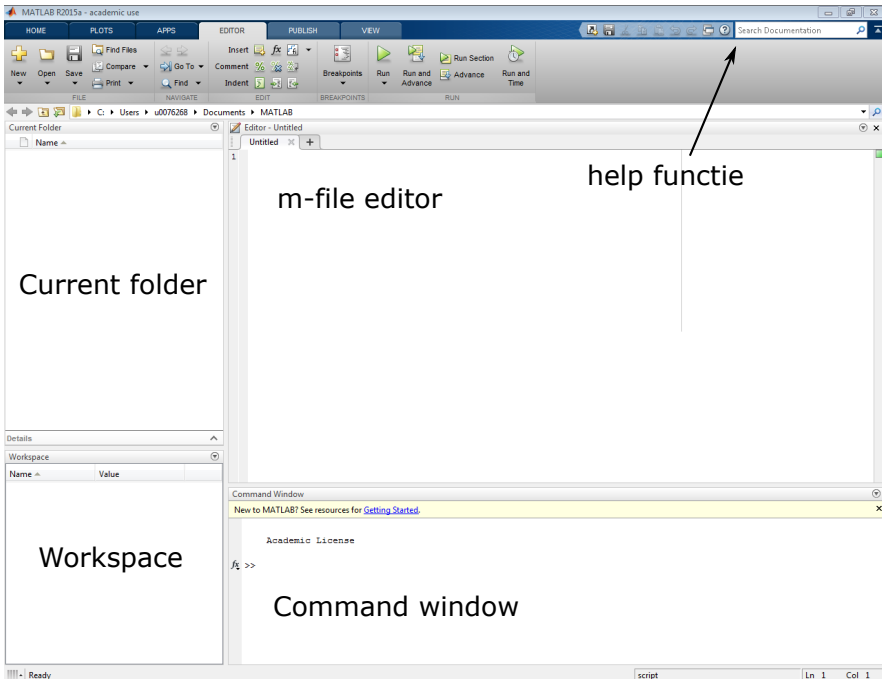 MATLAB R2015a - academic use
HOME PLOTS APPS EDITOR PUBLISH VIEW
Search Documentation
New Open Save
Find Files
Compare
Print
FILE
Go To
Find
NAVIGATE
Insert fx
Comment
Indent
EDIT
Breakpoints
BREAKPOINTS
Run
Run and Advance
Run Section
Advance
Run and Time
RUN
C: Users u0076268 Documents MATLAB
Current Folder
Name
Editor - Untitled
Untitled
1
help functie
m-file editor
Current folder
Details
Workspace
Name Value
Workspace
Command Window
New to MATLAB? See resources for Getting Started.
Academic License
fx >>
Command window
Ready
script
Ln 1 Col 1